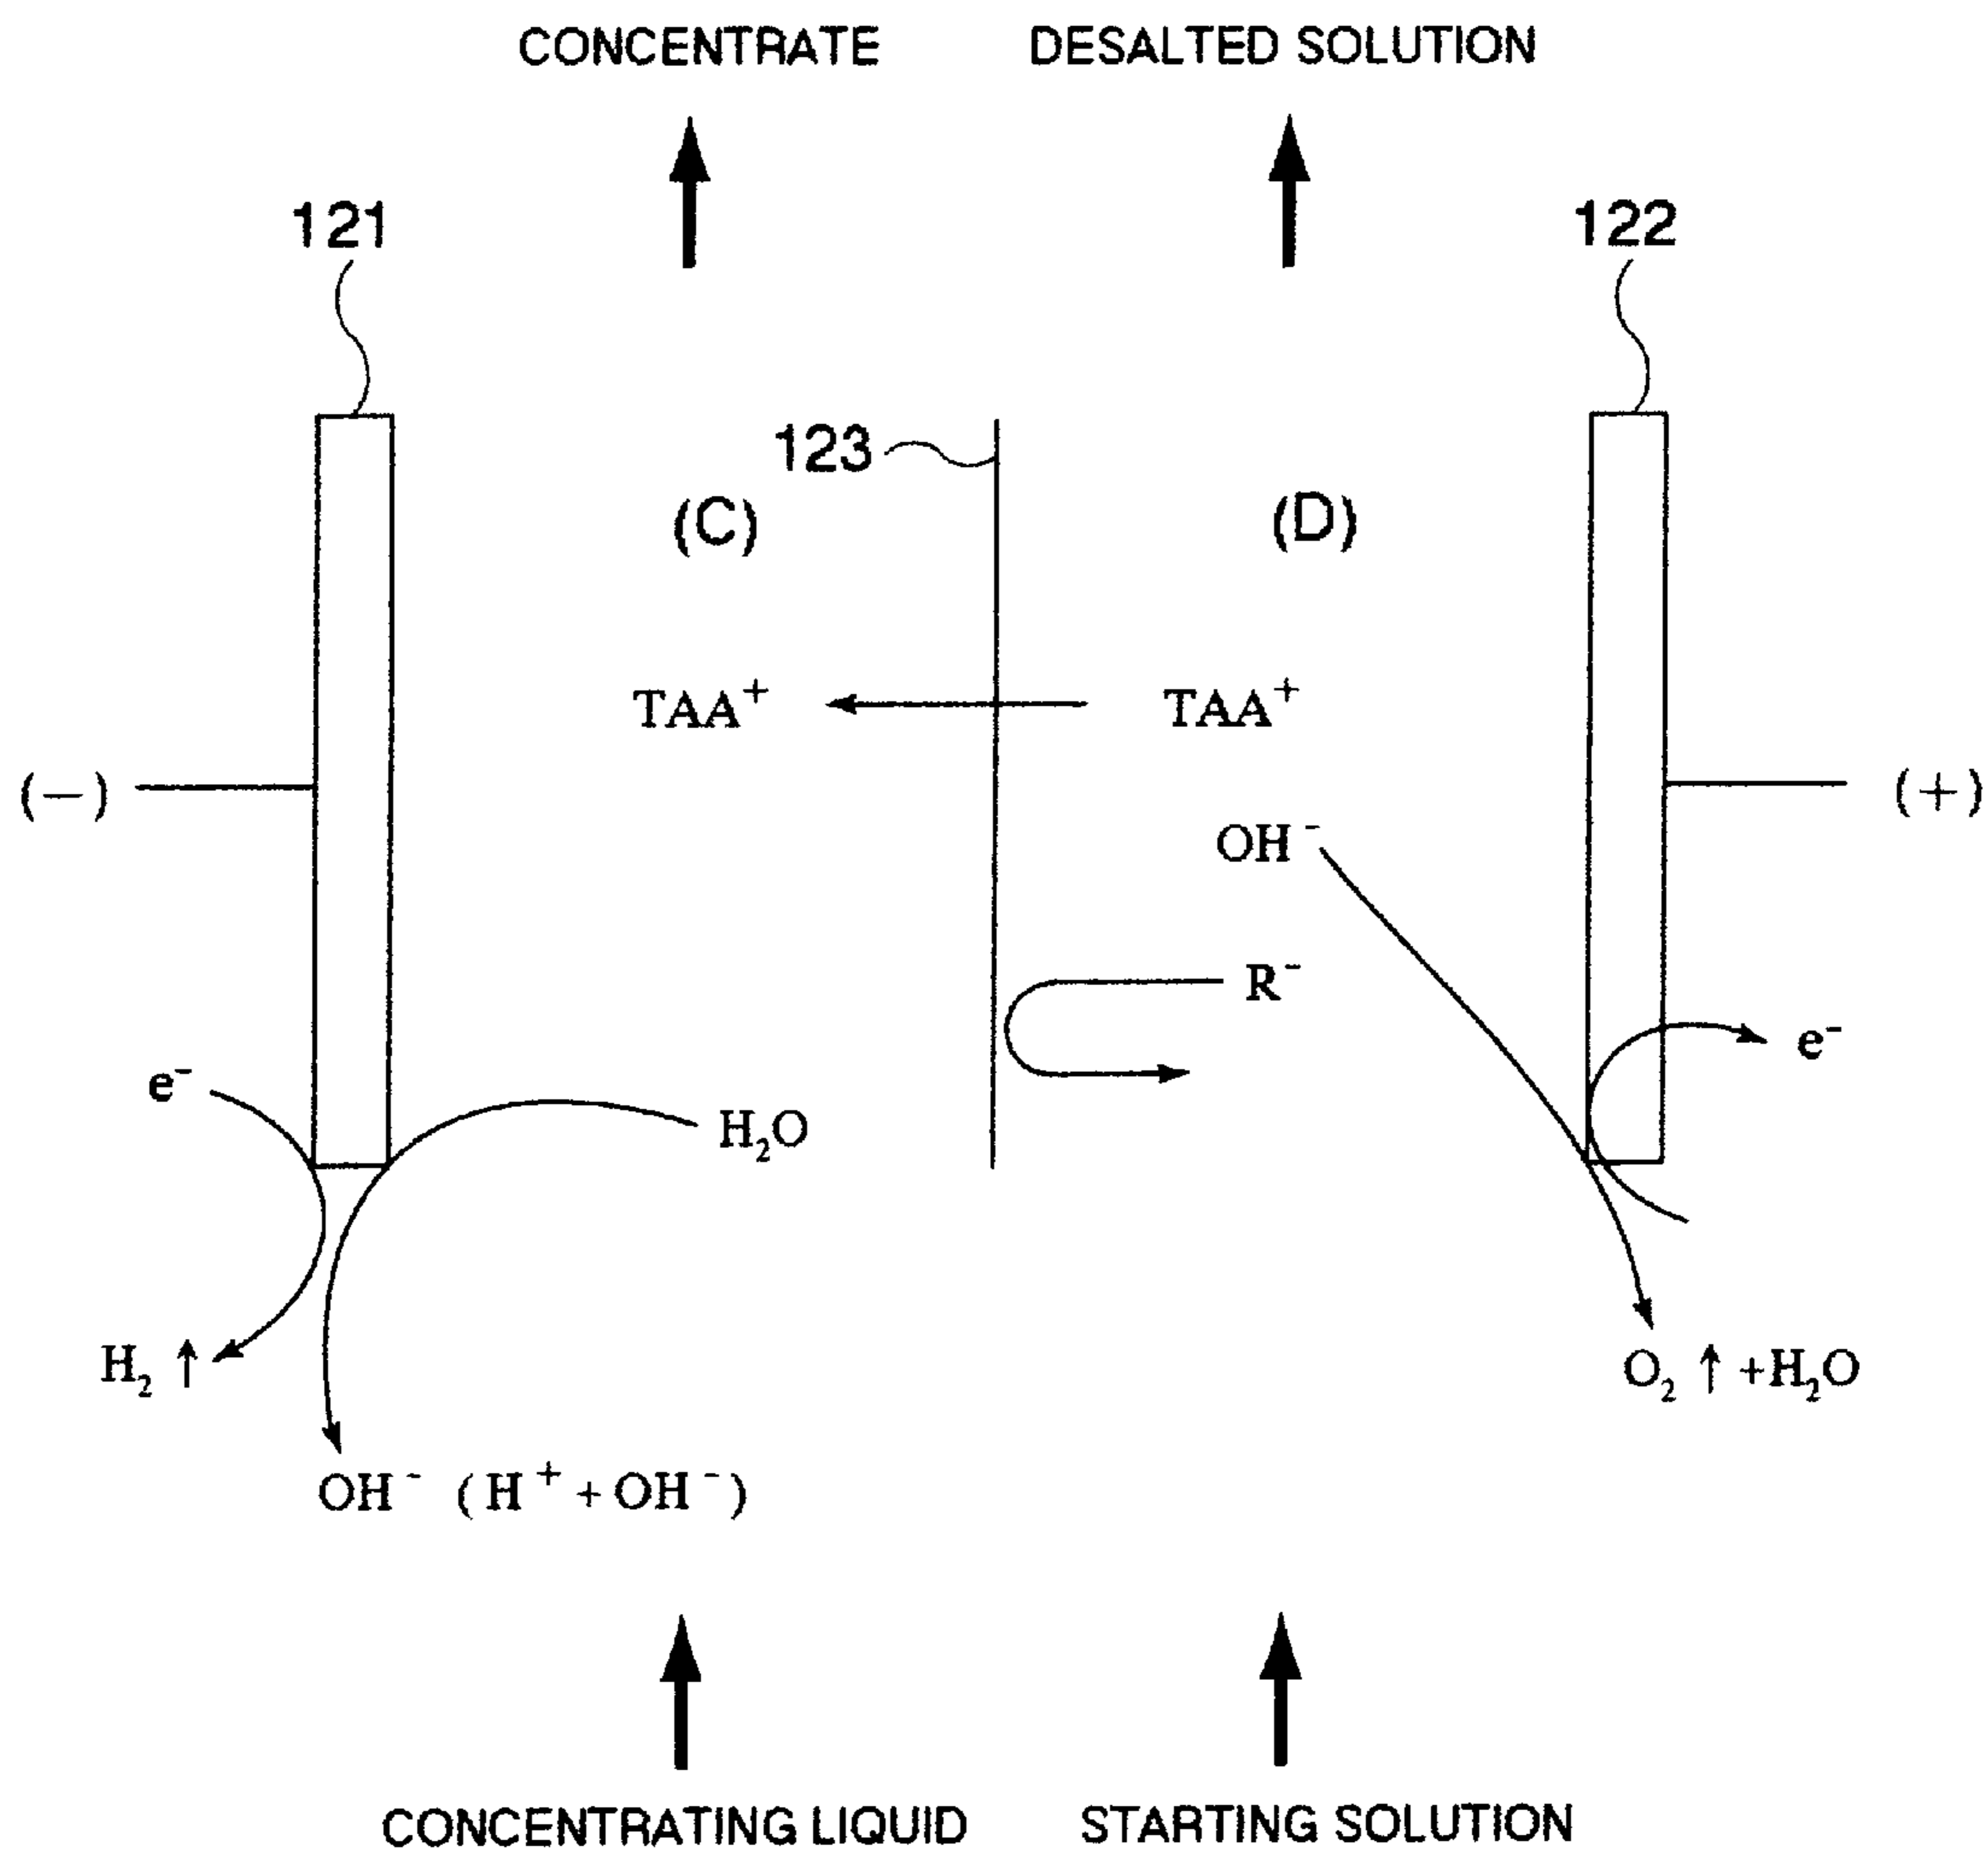 CONCENTRATE DESALTED SOLUTION
121 122
123
(C) (D)
TAA⁺ TAA⁺
(−) (+)
OH⁻
R⁻
e⁻
e⁻
H₂O
H₂ ↑ O₂ ↑ +H₂O
OH⁻ (H⁺ + OH⁻)
CONCENTRATING LIQUID STARTING SOLUTION